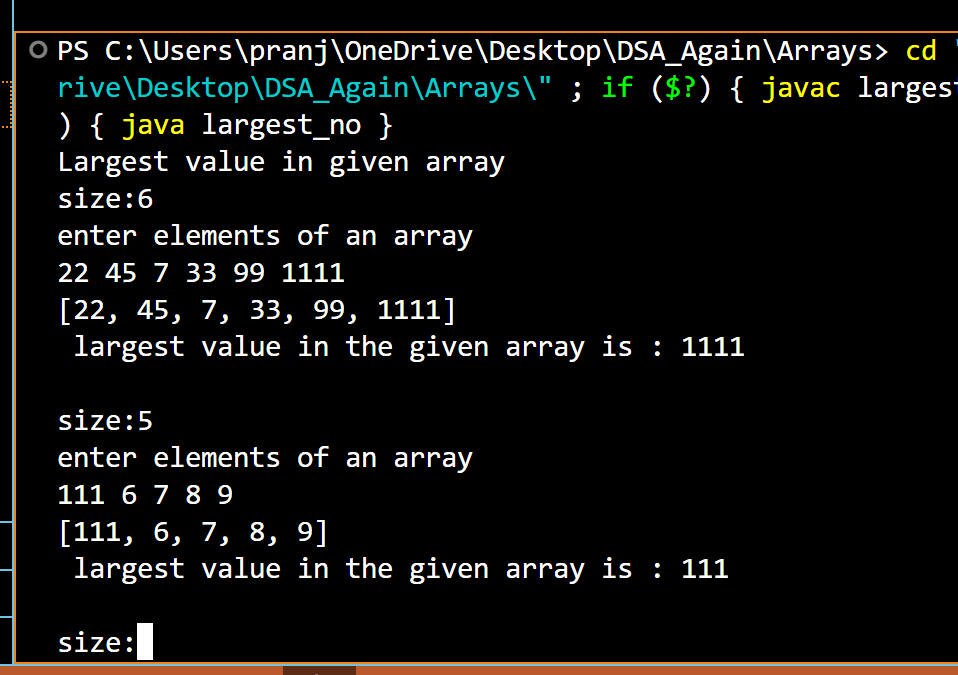 PS C:\Users\pranj\OneDrive\Desktop\DSA_Again\Arrays> cd
rive\Desktop\DSA_Again\Arrays\" ; if ($?) { javac larges
) { java largest_no }
Largest value in given array
size:6
enter elements of an array
22 45 7 33 99 1111
[22, 45, 7, 33, 99, 1111]
largest value in the given array is : 1111
size:5
enter elements of an array
111 6 7 8 9
[111, 6, 7, 8, 9]
largest value in the given array is : 111
size: